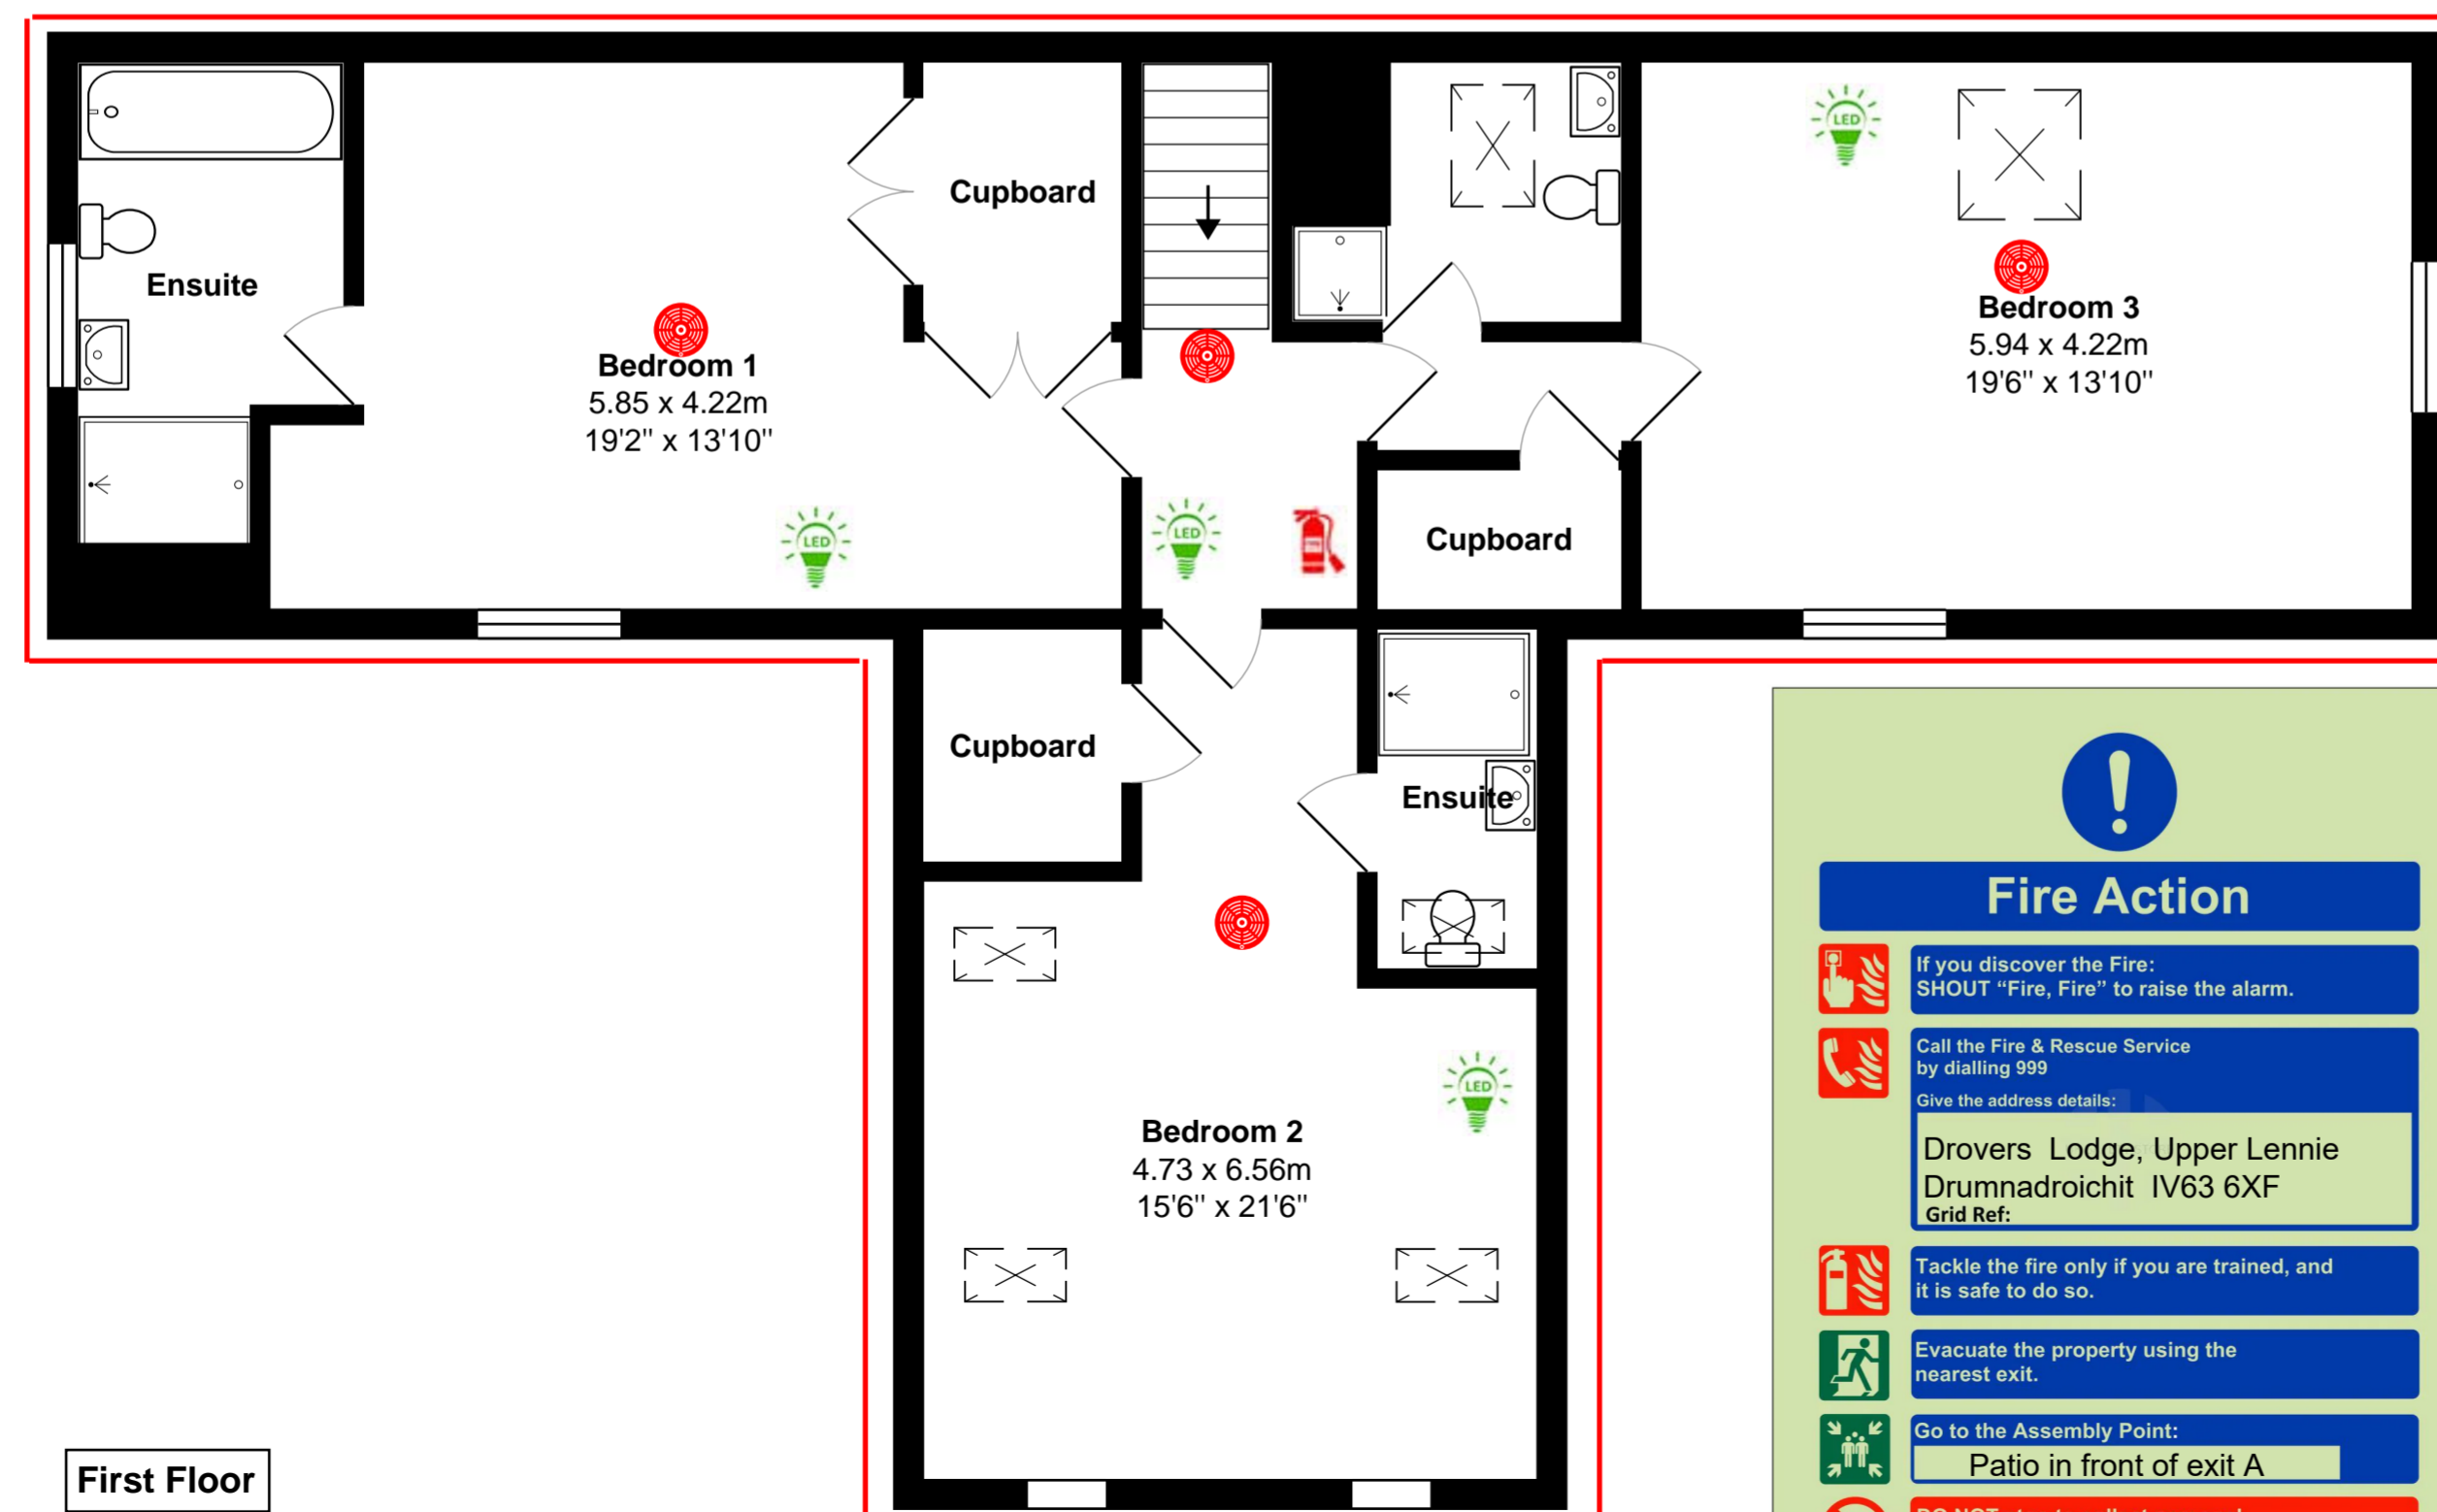 Cupboard
Ensuite
Bedroom 1
5.85 x 4.22m
19'2" x 13'10"
Bedroom 3
5.94 x 4.22m
19'6" x 13'10"
LED
LED
LED
Cupboard
Cupboard
Ensuite
LED
Bedroom 2
4.73 x 6.56m
15'6" x 21'6"
First Floor
Fire Action
If you discover the Fire:
SHOUT “Fire, Fire” to raise the alarm.
Call the Fire & Rescue Service
by dialling 999
Give the address details:
Drovers Lodge, Upper Lennie
Drumnadroichit IV63 6XF
Grid Ref:
Tackle the fire only if you are trained, and
it is safe to do so.
Evacuate the property using the
nearest exit.
Go to the Assembly Point:
Patio in front of exit A